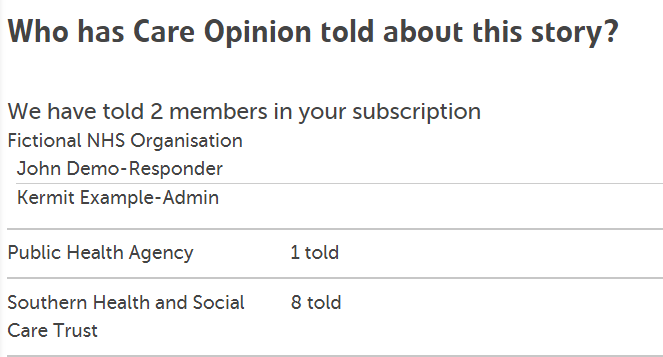 Who has Care Opinion told about this story?
We have told 2 members in your subscription
Fictional NHS Organisation
John Demo-Responder
Kermit Example-Admin
Public Health Agency 1 told
Southern Health and Social 8 told
Care Trust